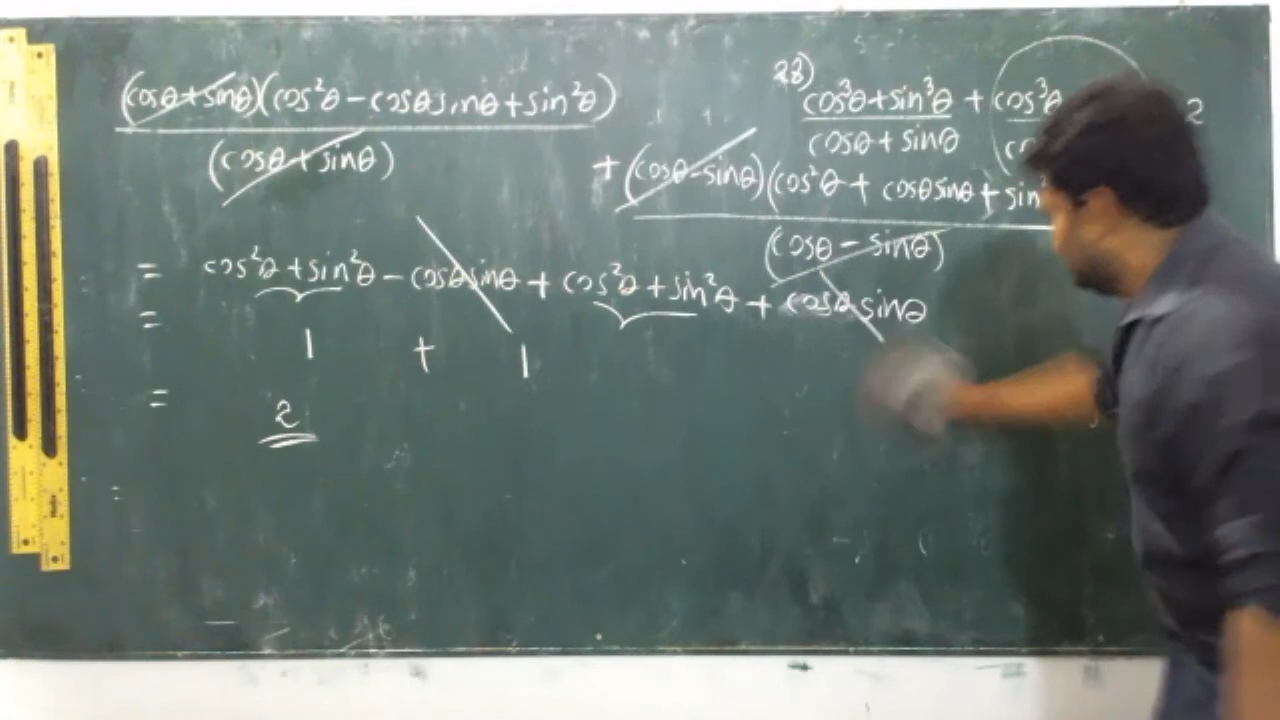 (cosθ+sinθ)(cos²θ-cosθsinθ+sin²θ)
(cosθ+sinθ)
28)
cos³θ+sin³θ + cos³θ 2
cosθ+sinθ
+ (cosθ-sinθ)(cos²θ + cosθsinθ + sin
(cosθ - sinθ)
= cos²θ+sin²θ - cosθsinθ + cos²θ+sin²θ + cosθsinθ
= 1 + 1
= 2